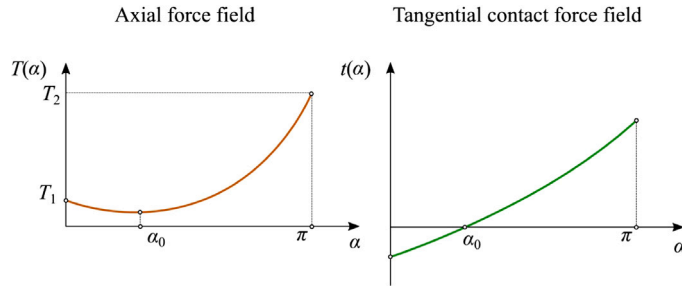 Axial force field
Tangential contact force field
T(α)
T₂
T₁
α₀
π
α
t(α)
α₀
π
α